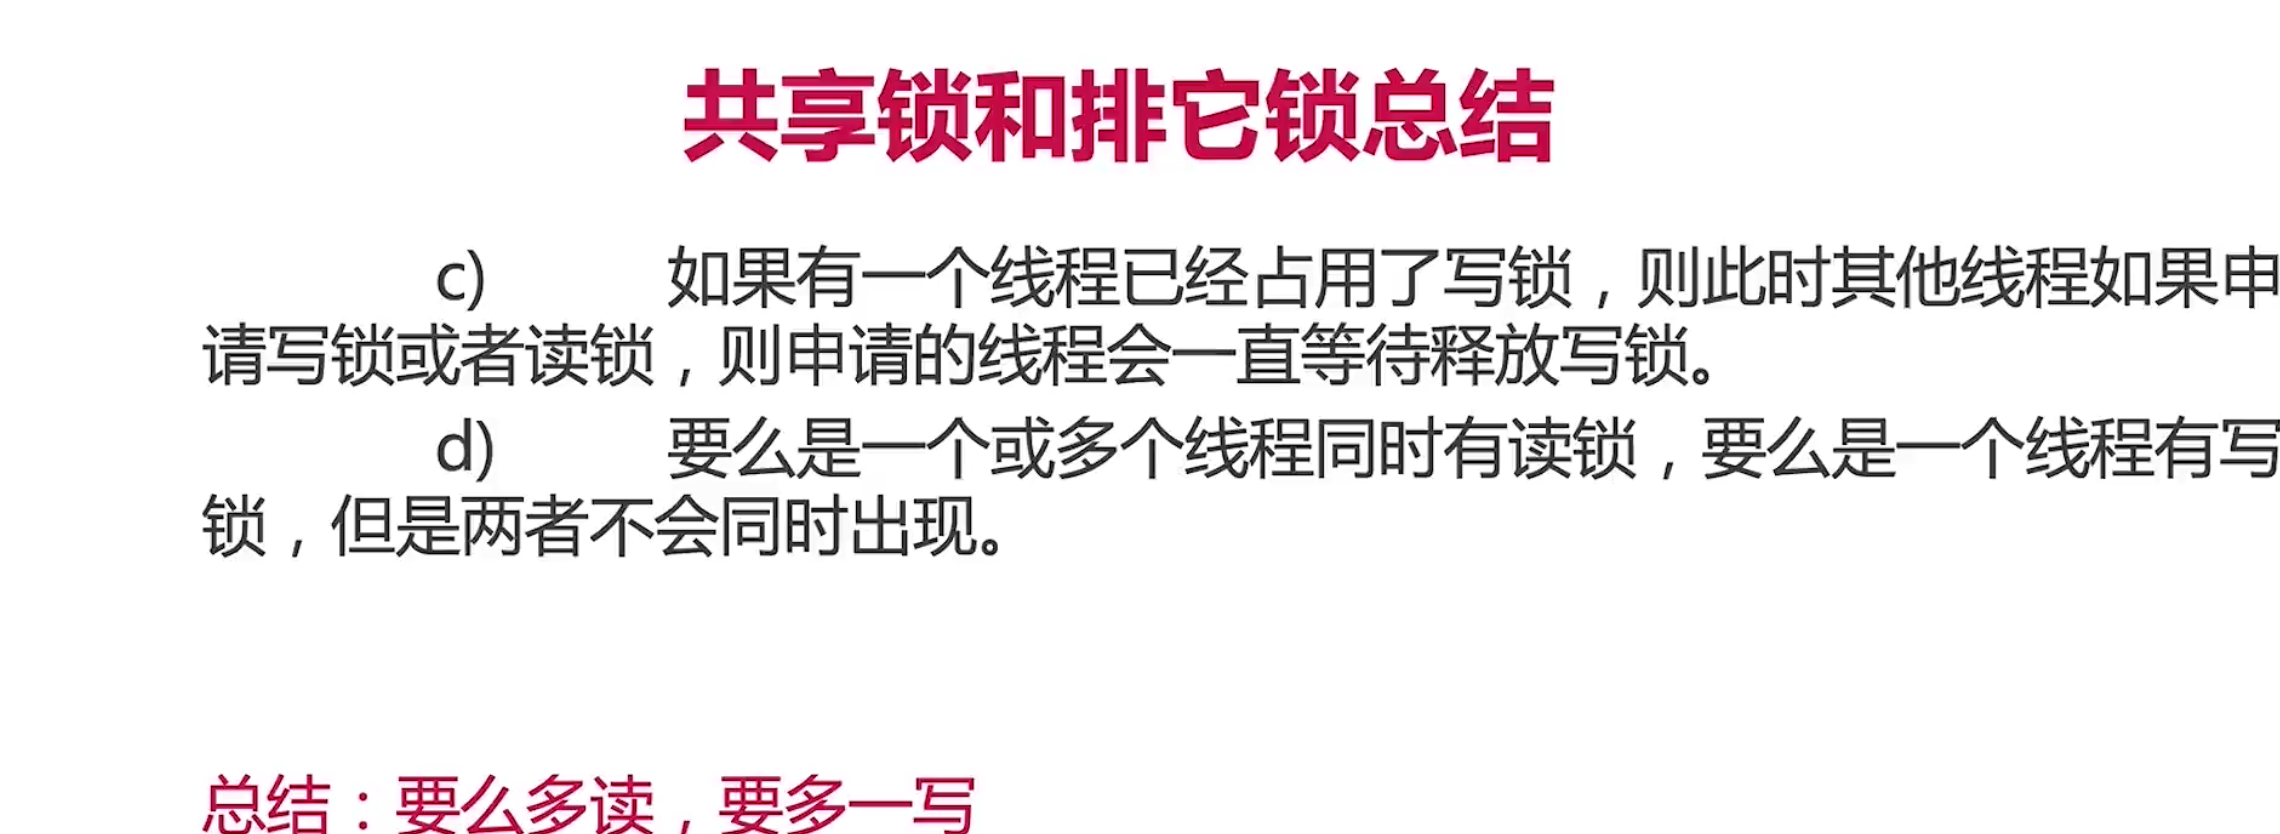 共享锁和排它锁总结
c) 如果有一个线程已经占用了写锁，则此时其他线程如果申
请写锁或者读锁，则申请的线程会一直等待释放写锁。
d) 要么是一个或多个线程同时有读锁，要么是一个线程有写
锁，但是两者不会同时出现。
总结：要么多读，要多一写